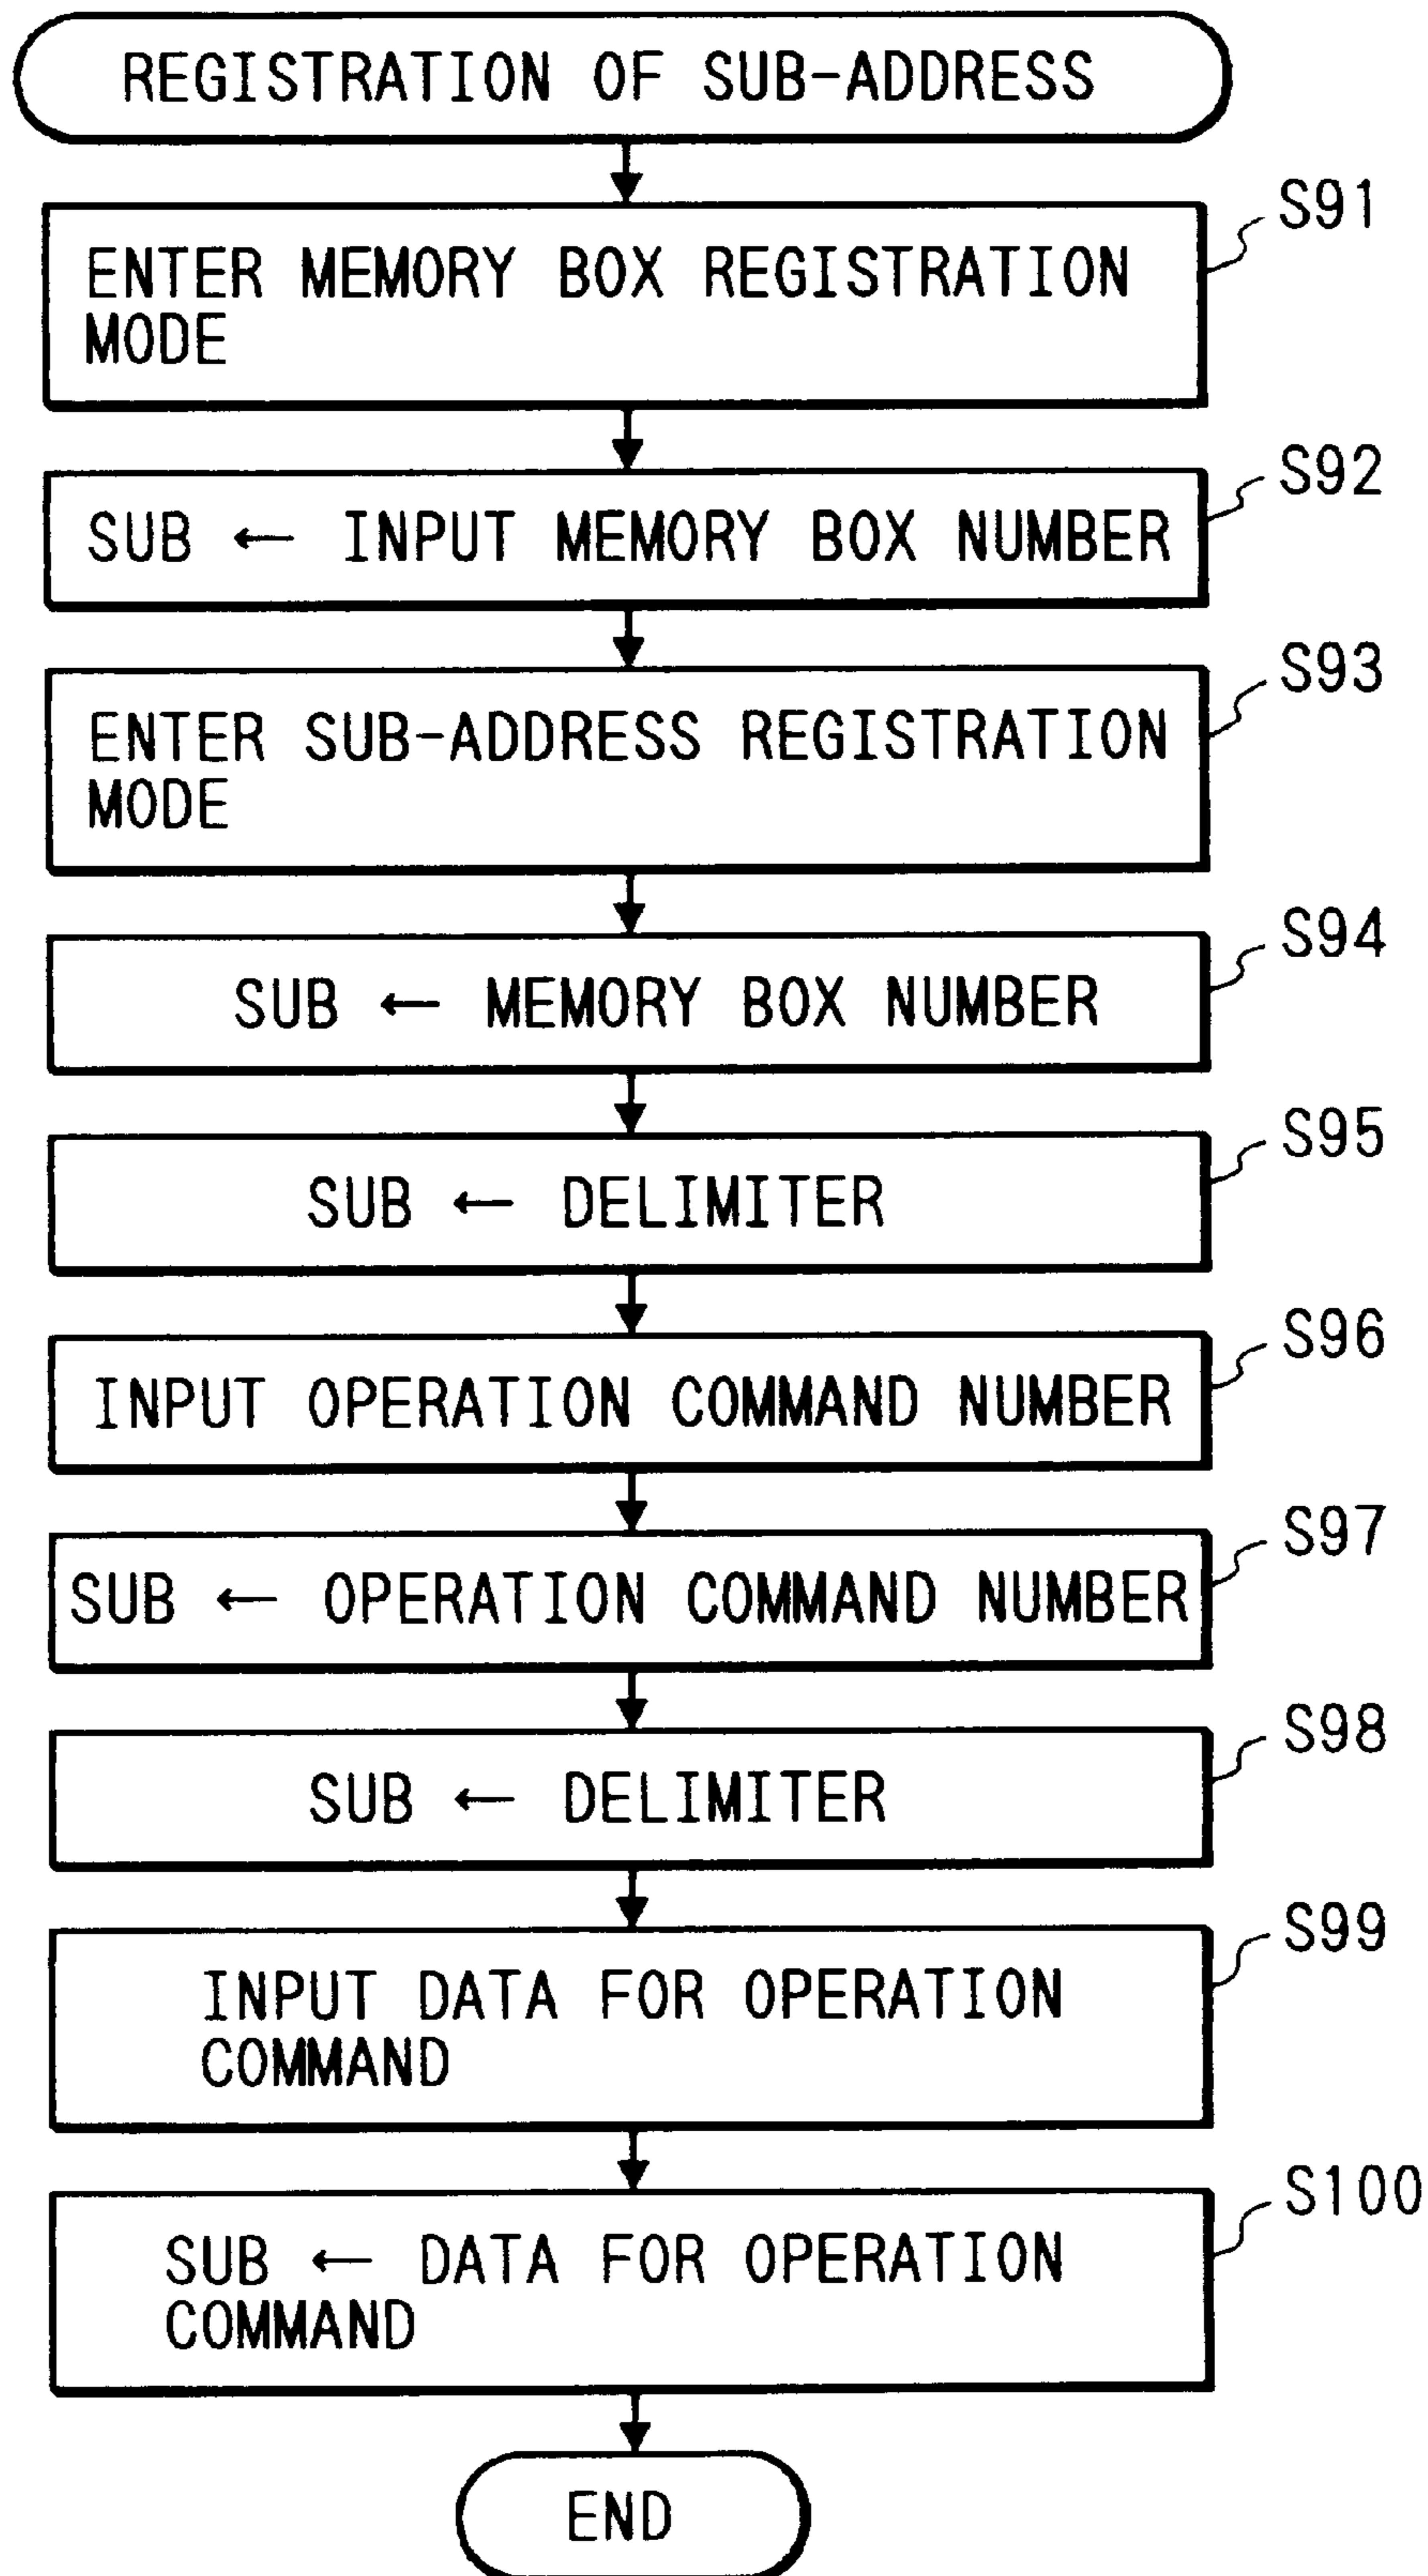 REGISTRATION OF SUB-ADDRESS
S91
ENTER MEMORY BOX REGISTRATION
MODE
S92
SUB ← INPUT MEMORY BOX NUMBER
S93
ENTER SUB-ADDRESS REGISTRATION
MODE
S94
SUB ← MEMORY BOX NUMBER
S95
SUB ← DELIMITER
S96
INPUT OPERATION COMMAND NUMBER
S97
SUB ← OPERATION COMMAND NUMBER
S98
SUB ← DELIMITER
S99
INPUT DATA FOR OPERATION
COMMAND
S100
SUB ← DATA FOR OPERATION
COMMAND
END